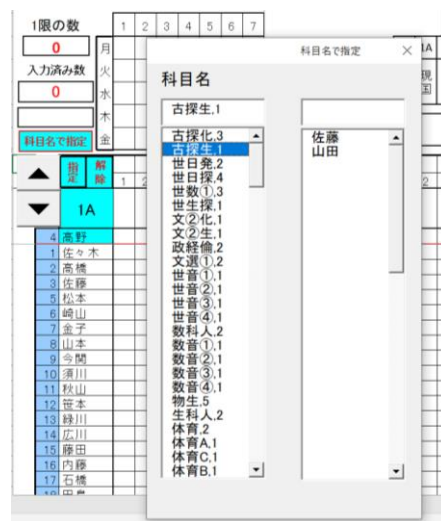 1限の数
1 2 3 4 5 6 7
0
月
入力済み数
火
0
水
木
科目名で指定
金
指定
解除
1 2
1A
4 高野
1 佐々木
2 高橋
3 佐藤
5 松本
6 崎山
7 金子
8 山本
9 今関
10 須川
11 秋山
12 笹本
13 緑川
14 広川
15 藤田
16 内藤
17 石橋
科目名で指定
科目名
古探生,1
古探化,3
古探生,1
世日発,2
世日探,4
世数①,3
世生探,1
文②化,1
文②生,1
政経倫,2
文選①,2
世音①,1
世音②,1
世音③,1
世音④,1
数科人,2
数音①,1
数音②,1
数音③,1
数音④,1
物生,5
生科人,2
体育,2
体育A,1
体育C,1
体育B,1
佐藤
山田
1A
現
国
2